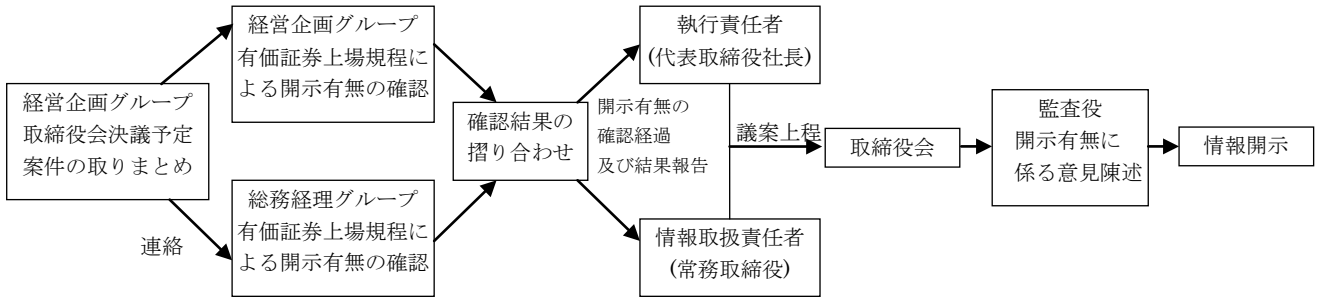 経営企画グループ
取締役会決議予定
案件の取りまとめ
連絡
経営企画グループ
有価証券上場規程に
よる開示有無の確認
総務経理グループ
有価証券上場規程に
よる開示有無の確認
確認結果の
摺り合わせ
開示有無の
確認経過
及び結果報告
執行責任者
(代表取締役社長)
情報取扱責任者
(常務取締役)
議案上程
取締役会
監査役
開示有無に
係る意見陳述
情報開示